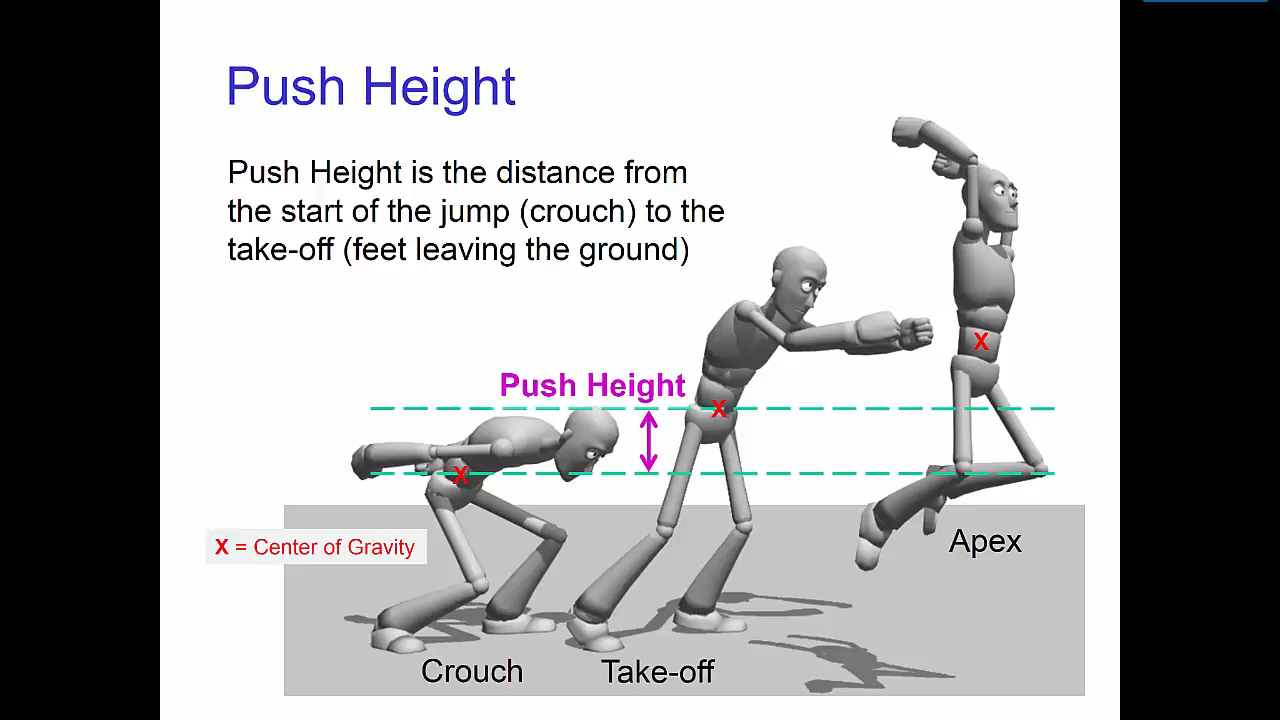 Push Height
Push Height is the distance from
the start of the jump (crouch) to the
take-off (feet leaving the ground)
Push Height
X
X
X
X = Center of Gravity
Apex
Crouch
Take-off